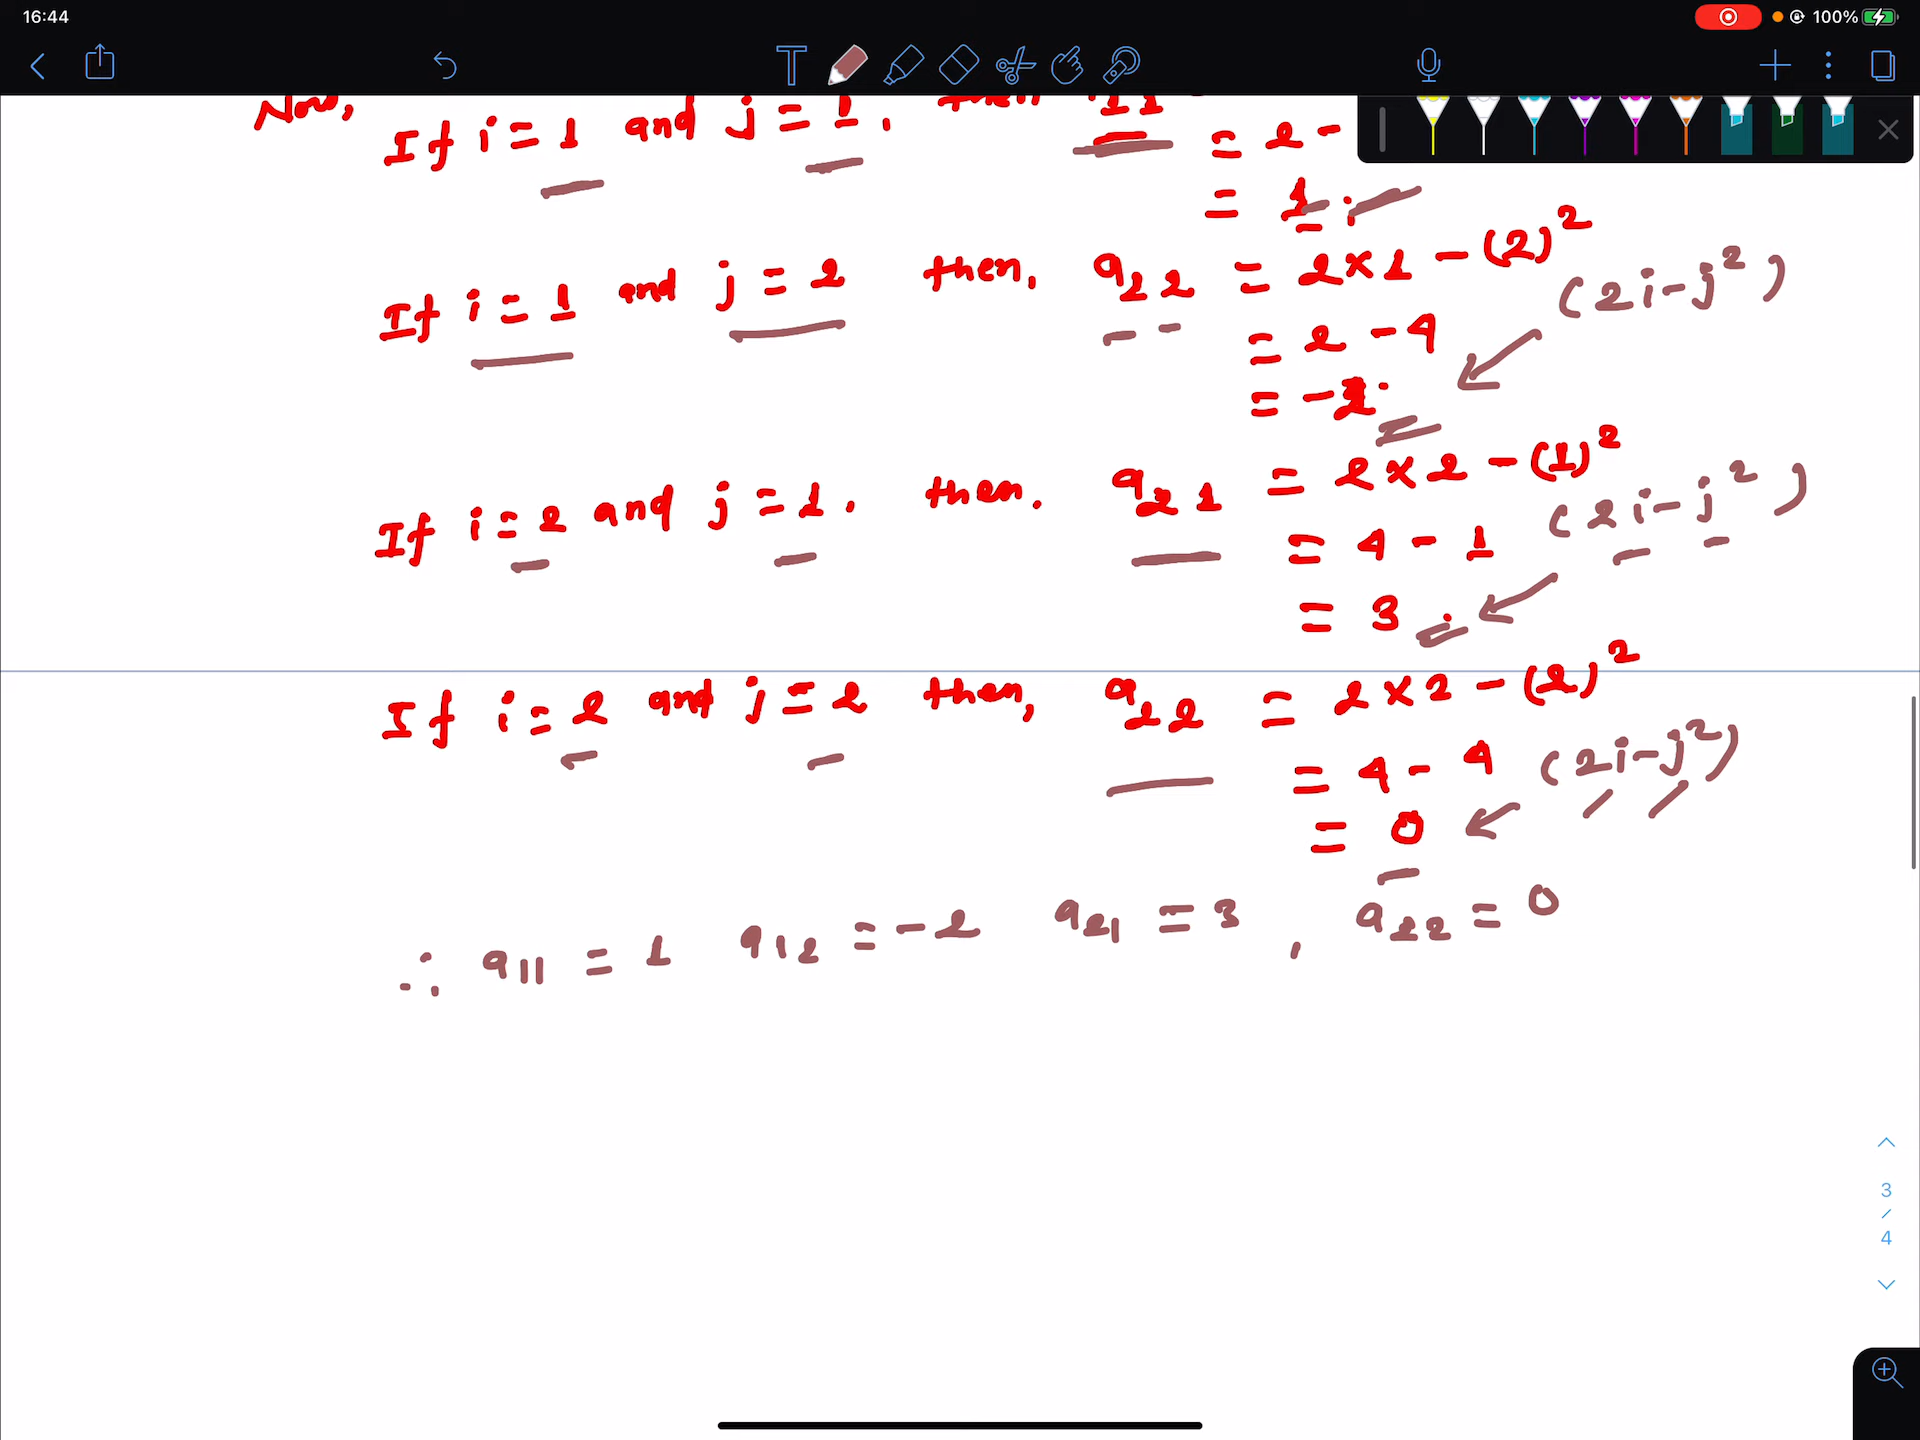 16:44
100%
Now,
If i = 1 and j = 1, then a11
= 2 -
= 1.
If i = 1 and j = 2 then, a22 = 2×1 - (2)²
(2i - j²)
= 2 - 4
= -2.
If i = 2 and j = 1, then. a21 = 2×2 - (1)²
= 4 - 1 (2i - j²)
= 3.
If i = 2 and j = 2 then, a22 = 2×2 - (2)²
= 4 - 4 (2i - j²)
= 0
∴ a11 = 1 a12 = -2 a21 = 3, a22 = 0
3
/
4